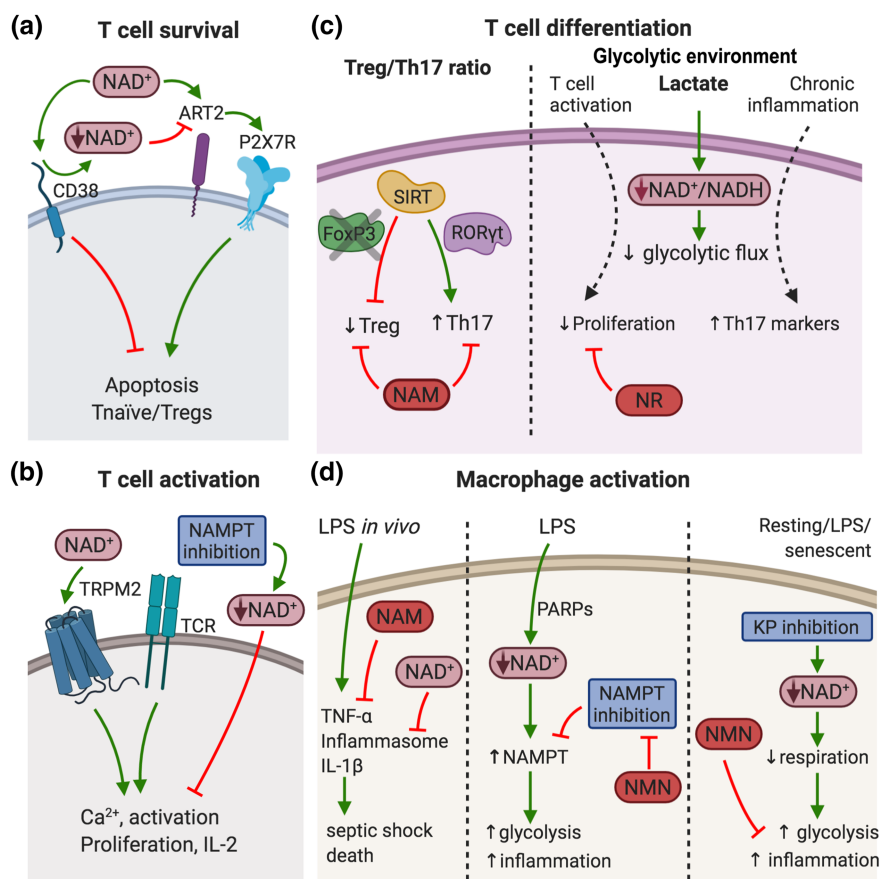 (a)
T cell survival
NAD⁺
ART2
↓NAD⁺
P2X7R
CD38
Apoptosis
Tnaïve/Tregs
(b)
T cell activation
NAMPT
inhibition
NAD⁺
TRPM2
↓NAD⁺
TCR
Ca²⁺, activation
Proliferation, IL-2
(c)
T cell differentiation
Treg/Th17 ratio
SIRT
FoxP3
RORγt
↓Treg
↑Th17
NAM
Glycolytic environment
T cell
activation
Lactate
Chronic
inflammation
↓NAD⁺/NADH
↓ glycolytic flux
↓Proliferation
↑Th17 markers
NR
(d)
Macrophage activation
LPS in vivo
NAM
NAD⁺
TNF-α
Inflammasome
IL-1β
septic shock
death
LPS
PARPs
↓NAD⁺
NAMPT
inhibition
↑NAMPT
NMN
↑glycolysis
↑inflammation
Resting/LPS/
senescent
KP inhibition
↓NAD⁺
NMN
↓respiration
↑ glycolysis
↑ inflammation